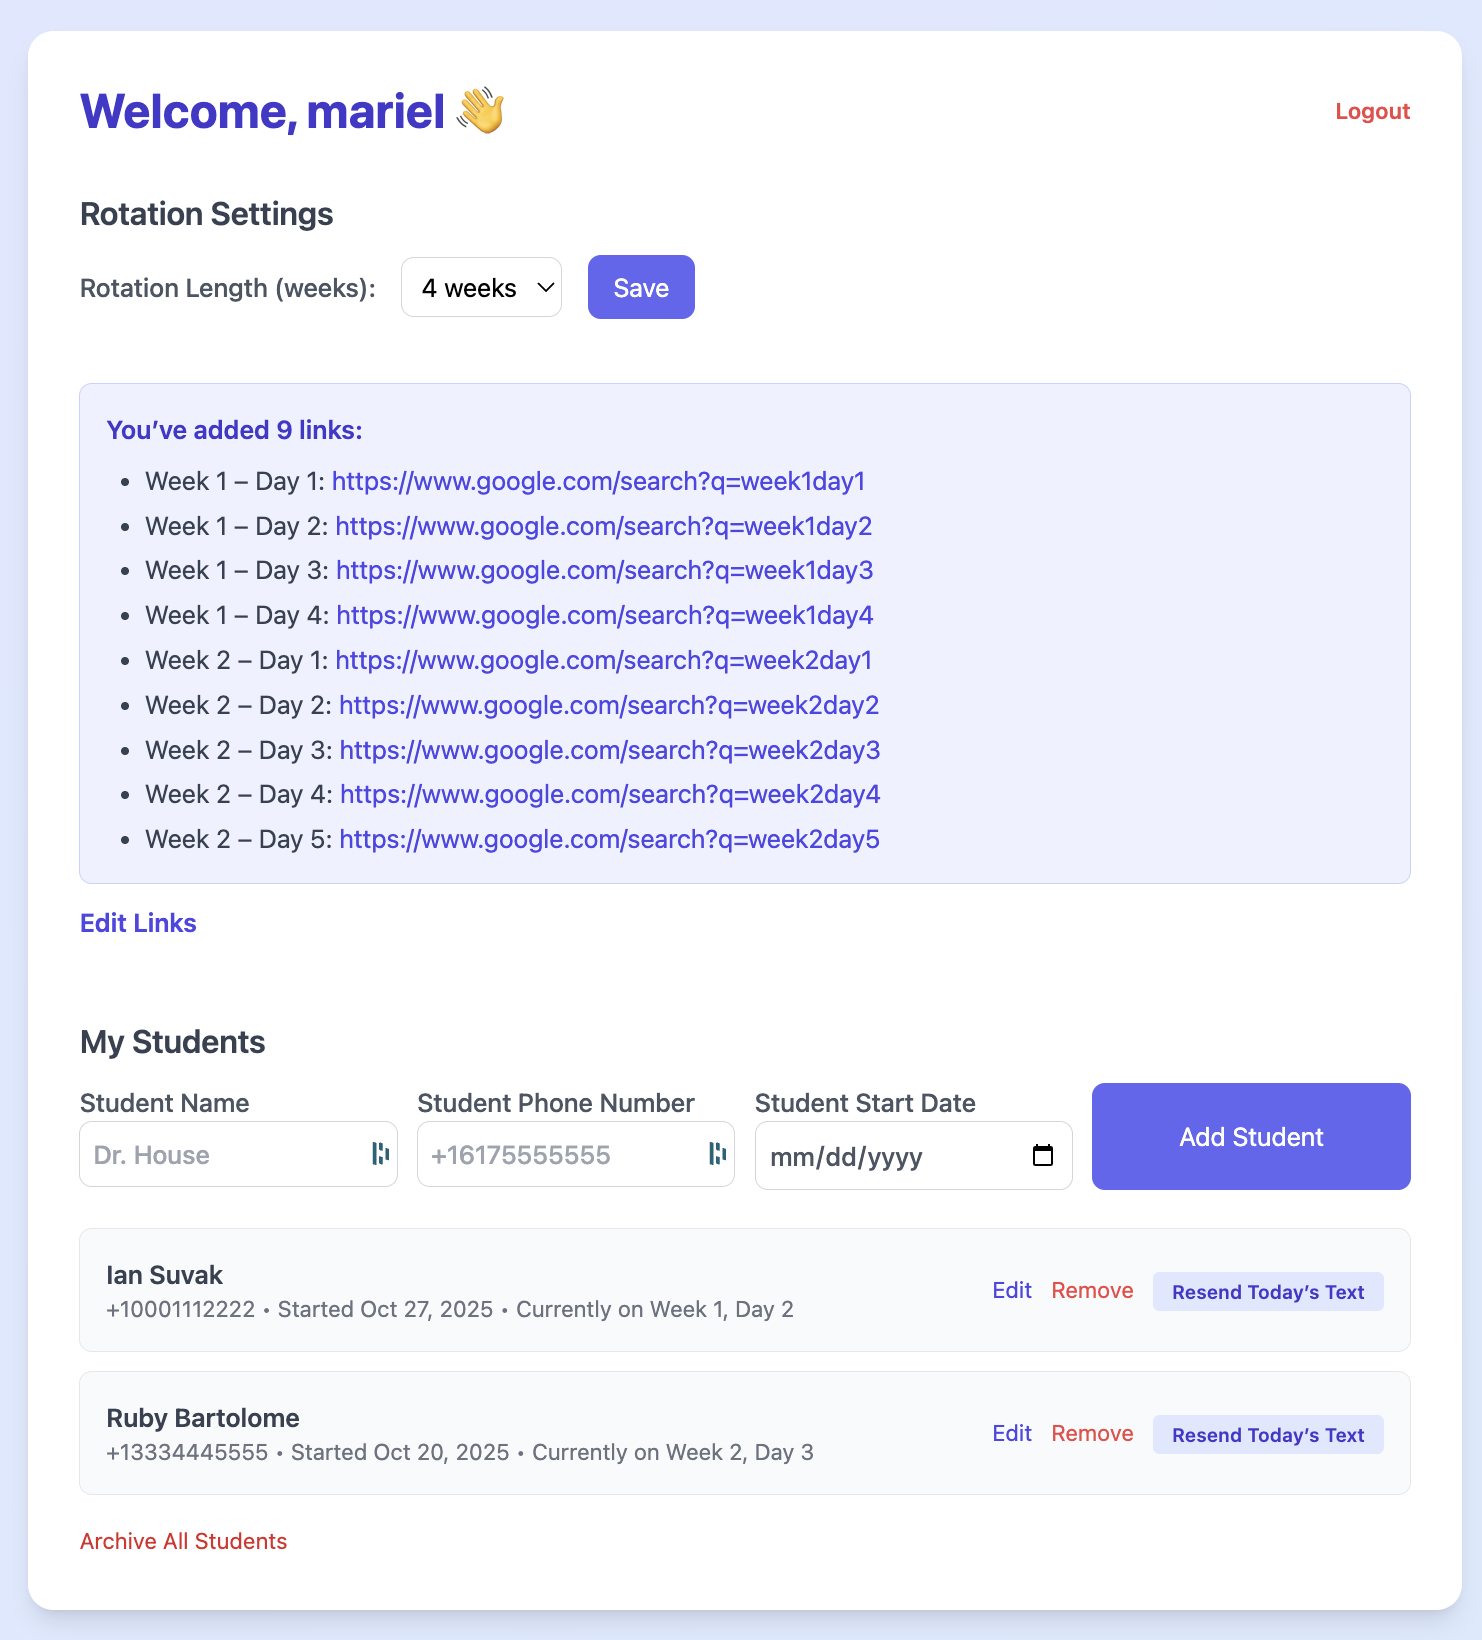 Welcome, mariel 👋
Logout
Rotation Settings
Rotation Length (weeks): 4 weeks Save
You’ve added 9 links:
• Week 1 – Day 1: https://www.google.com/search?q=week1day1
• Week 1 – Day 2: https://www.google.com/search?q=week1day2
• Week 1 – Day 3: https://www.google.com/search?q=week1day3
• Week 1 – Day 4: https://www.google.com/search?q=week1day4
• Week 2 – Day 1: https://www.google.com/search?q=week2day1
• Week 2 – Day 2: https://www.google.com/search?q=week2day2
• Week 2 – Day 3: https://www.google.com/search?q=week2day3
• Week 2 – Day 4: https://www.google.com/search?q=week2day4
• Week 2 – Day 5: https://www.google.com/search?q=week2day5
Edit Links
My Students
Student Name
Dr. House
Student Phone Number
+16175555555
Student Start Date
mm/dd/yyyy
Add Student
Ian Suvak
+10001112222 • Started Oct 27, 2025 • Currently on Week 1, Day 2
Edit Remove Resend Today’s Text
Ruby Bartolome
+13334445555 • Started Oct 20, 2025 • Currently on Week 2, Day 3
Edit Remove Resend Today’s Text
Archive All Students